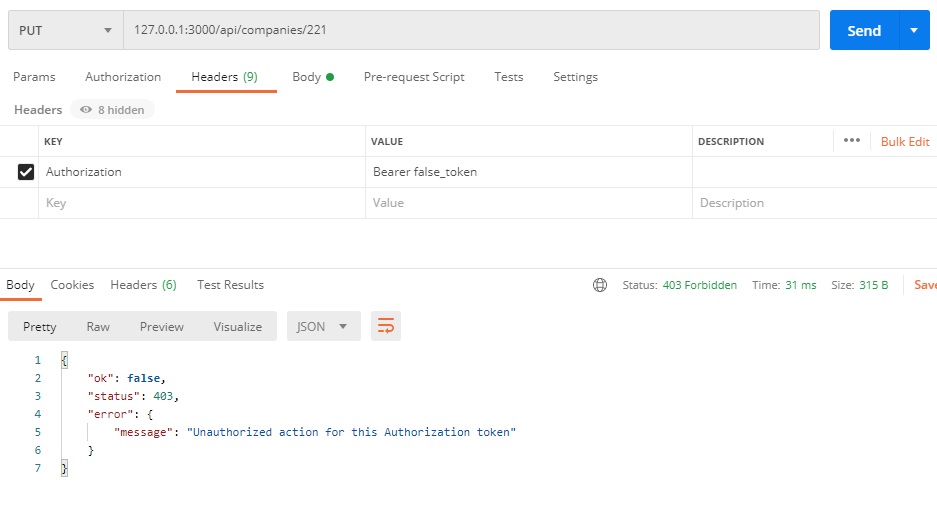 PUT 127.0.0.1:3000/api/companies/221 Send
Params Authorization Headers (9) Body Pre-request Script Tests Settings
Headers 8 hidden
KEY VALUE DESCRIPTION ••• Bulk Edit
Authorization Bearer false_token
Key Value Description
Body Cookies Headers (6) Test Results Status: 403 Forbidden Time: 31 ms Size: 315 B Save
Pretty Raw Preview Visualize JSON
1 {
2 "ok": false,
3 "status": 403,
4 "error": {
5 "message": "Unauthorized action for this Authorization token"
6 }
7 }